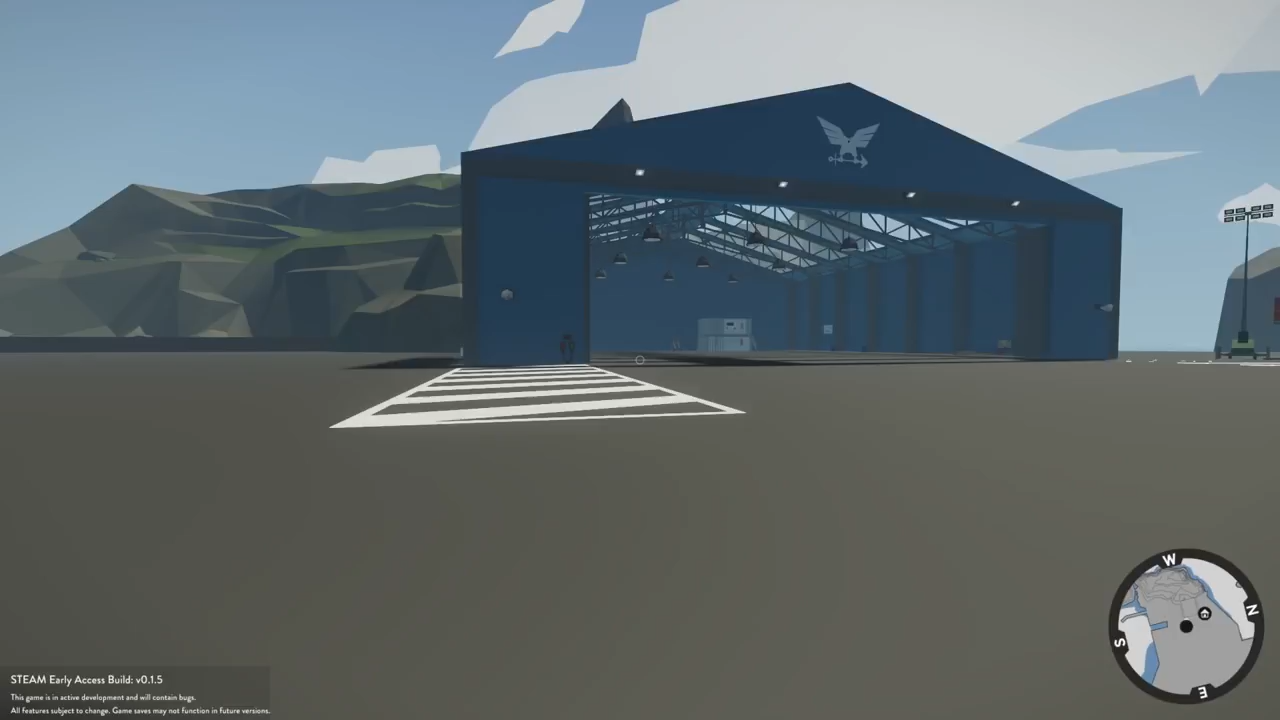 W
N
S
E
STEAM Early Access Build: v0.1.5
This game is in active development and will contain bugs.
All features subject to change. Game saves may not function in future versions.